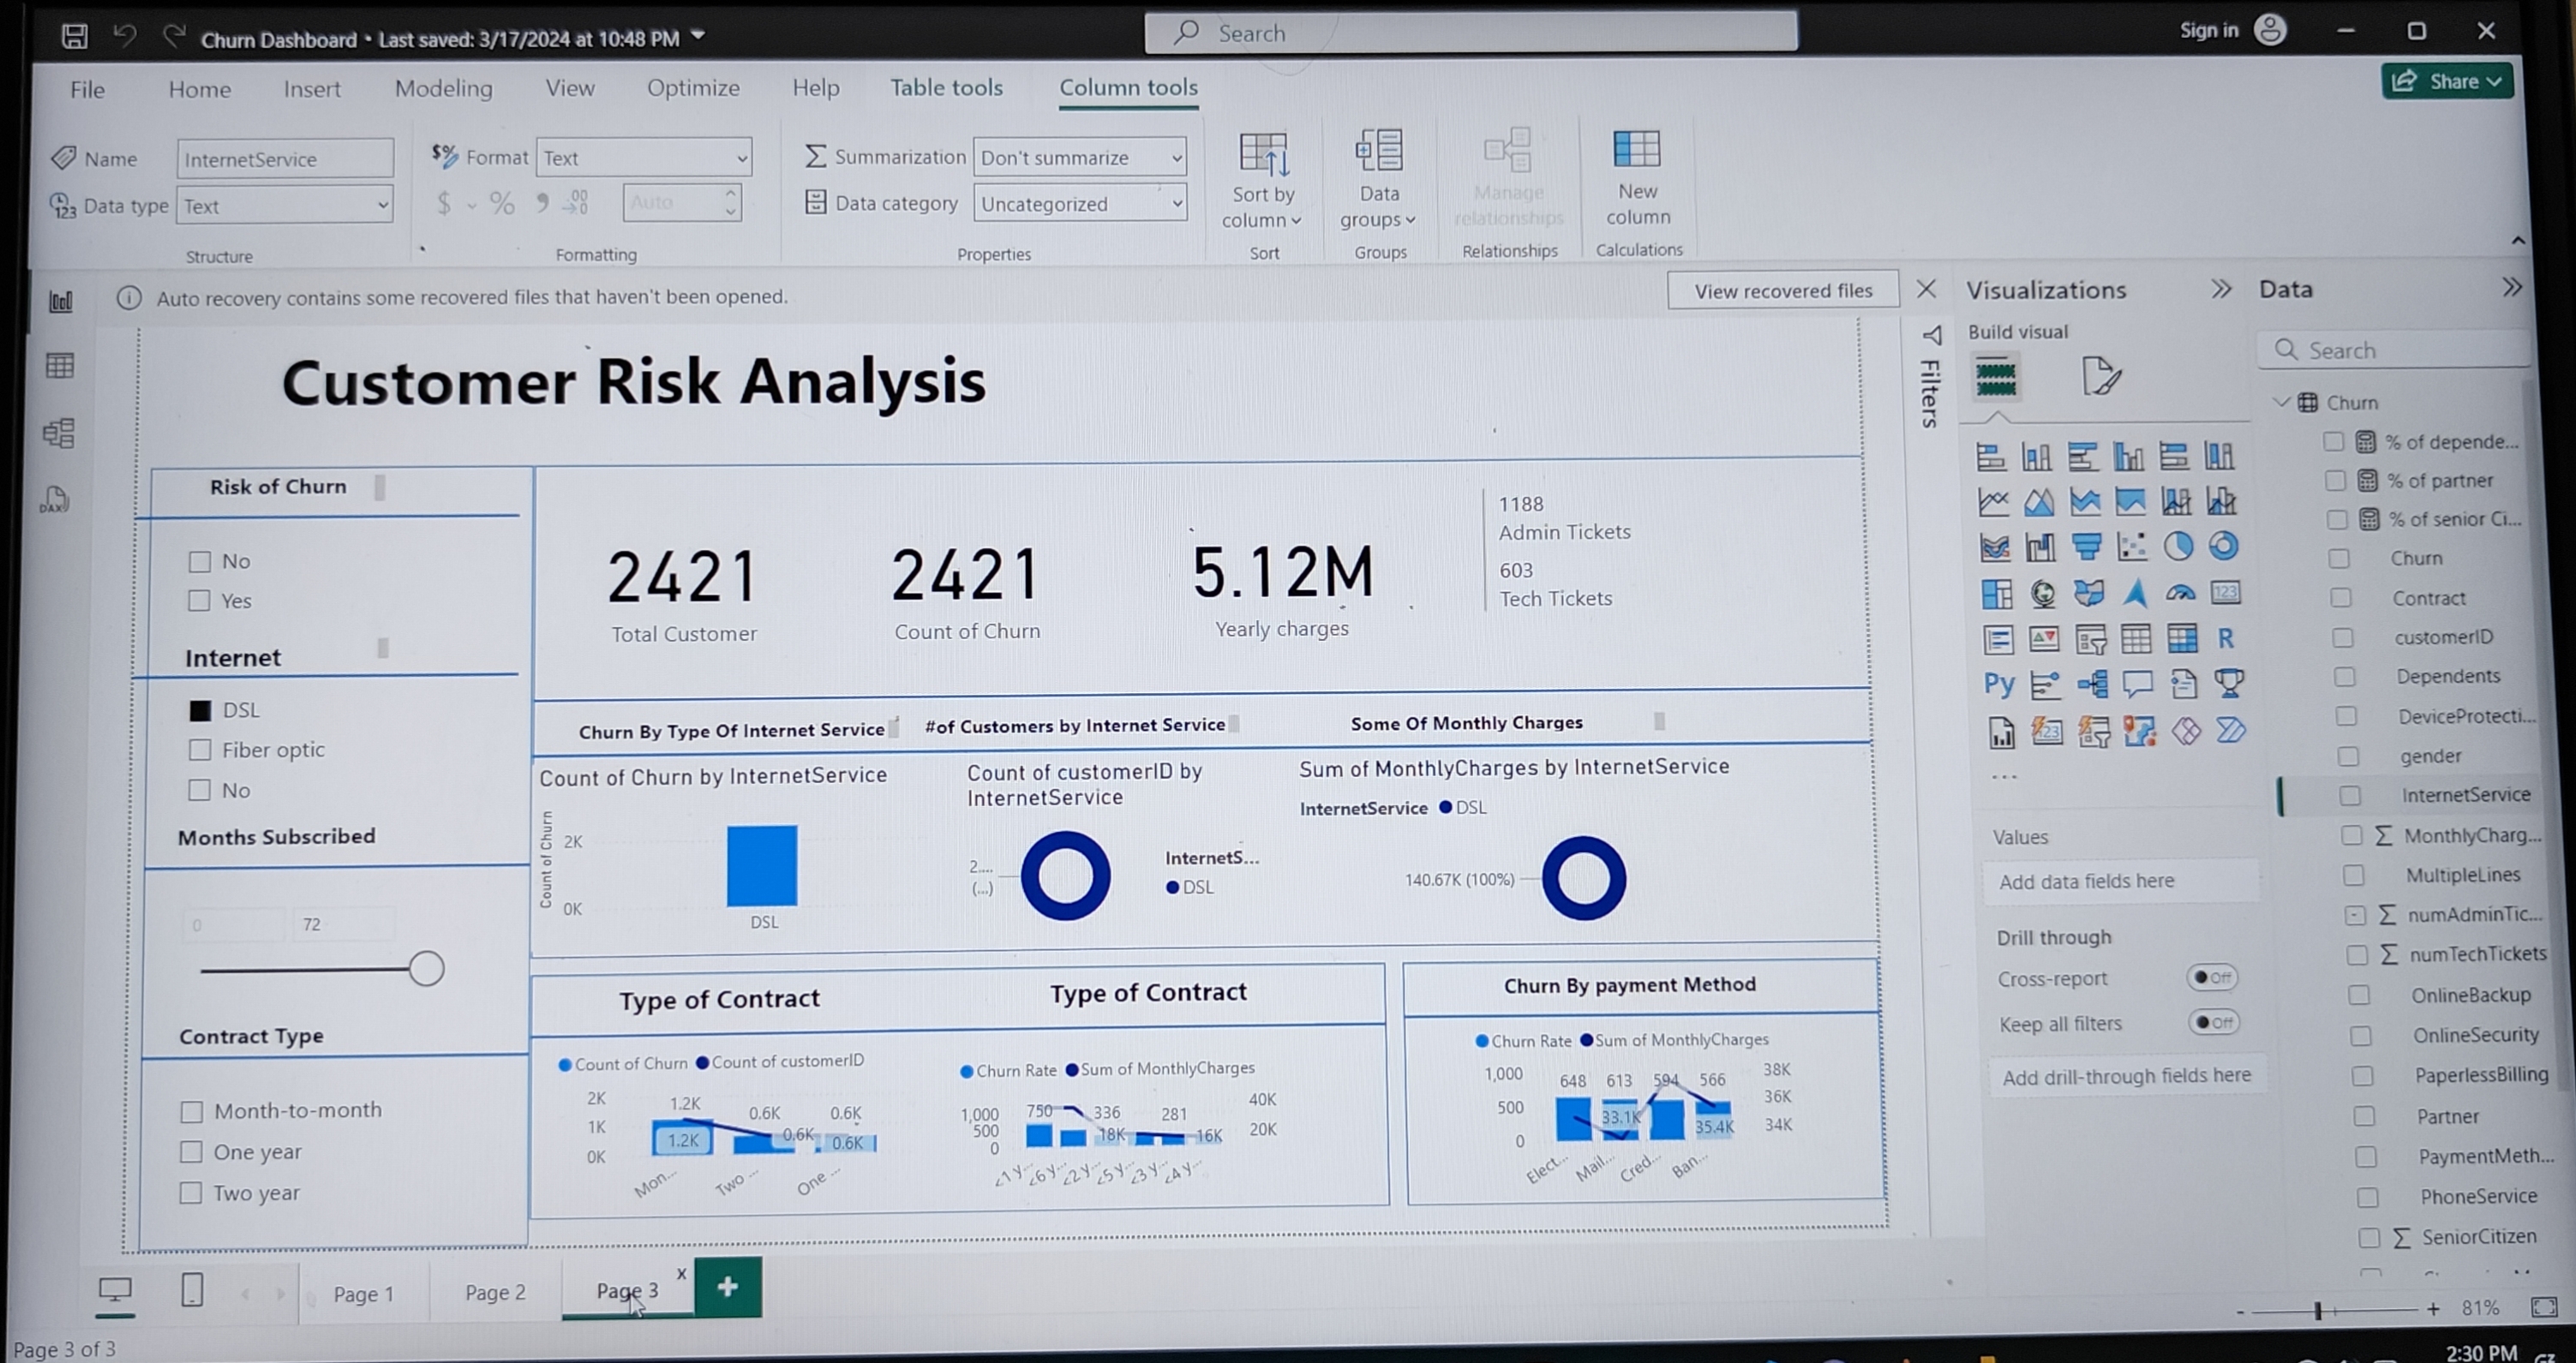 Churn Dashboard • Last saved: 3/17/2024 at 10:48 PM
Search
Sign in
File Home Insert Modeling View Optimize Help Table tools Column tools
Share
Name InternetService
Data type Text
Structure
Format Text
$ % 9 .00
Auto
Formatting
Summarization Don't summarize
Data category Uncategorized
Properties
Sort by column
Sort
Data groups
Groups
Manage relationships
Relationships
New column
Calculations
Auto recovery contains some recovered files that haven't been opened.
View recovered files
Customer Risk Analysis
Risk of Churn
No
Yes
Internet
DSL
Fiber optic
No
Months Subscribed
0 72
Contract Type
Month-to-month
One year
Two year
2421
Total Customer
2421
Count of Churn
5.12M
Yearly charges
1188
Admin Tickets
603
Tech Tickets
Churn By Type Of Internet Service
#of Customers by Internet Service
Some Of Monthly Charges
Count of Churn by InternetService
Count of Churn
2K
0K
DSL
Count of customerID by
InternetService
2....
(...)
InternetS...
DSL
Sum of MonthlyCharges by InternetService
InternetService DSL
140.67K (100%)
Type of Contract
Type of Contract
Churn By payment Method
Count of Churn Count of customerID
2K
1K
0K
1.2K 0.6K 0.6K
1.2K 0.6K 0.6K
Mon... Two ... One ...
Churn Rate Sum of MonthlyCharges
1,000
500
0
750 336 281
18K 16K
40K
20K
<1 y... <6 y... <2 y... <5 y... <3 y... <4 y...
Churn Rate Sum of MonthlyCharges
1,000
500
0
648 613 594 566
33.1K 35.4K
38K
36K
34K
Elect... Mail... Cred... Ban...
Filters
Visualizations
Build visual
123
R
Py
...
Values
Add data fields here
Drill through
Cross-report Off
Keep all filters Off
Add drill-through fields here
Data
Search
Churn
% of depende...
% of partner
% of senior Ci...
Churn
Contract
customerID
Dependents
DeviceProtecti...
gender
InternetService
MonthlyCharg...
MultipleLines
numAdminTic...
numTechTickets
OnlineBackup
OnlineSecurity
PaperlessBilling
Partner
PaymentMeth...
PhoneService
SeniorCitizen
Page 1 Page 2 Page 3
Page 3 of 3
81%
2:30 PM